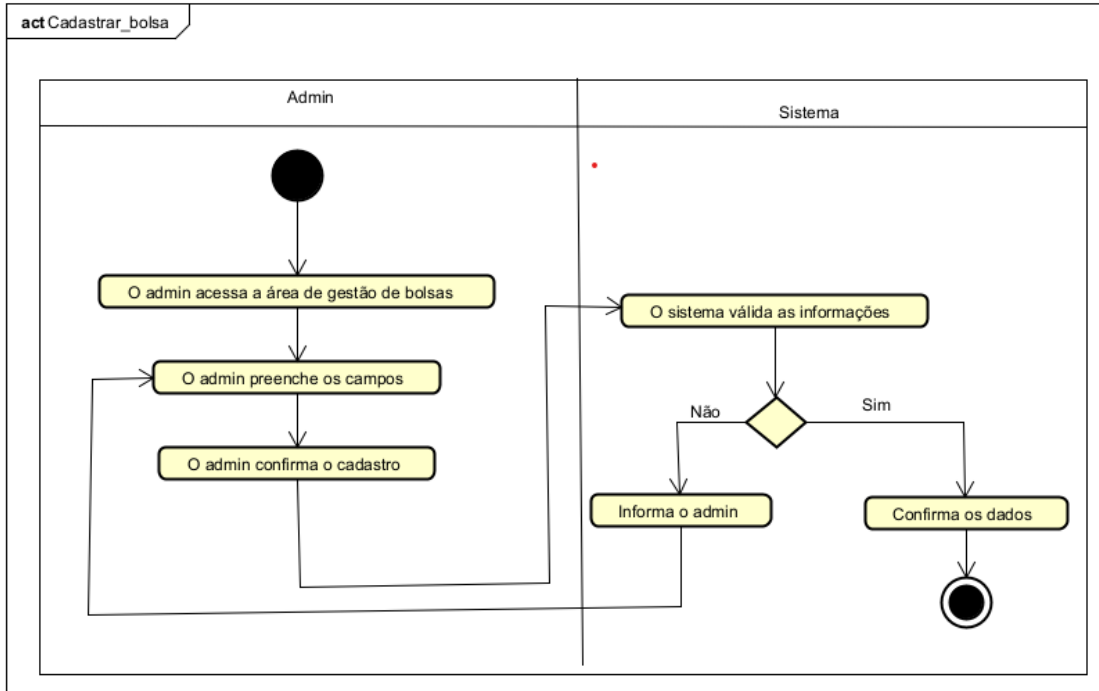 act Cadastrar_bolsa
Admin
Sistema
O admin acessa a área de gestão de bolsas
O admin preenche os campos
O admin confirma o cadastro
O sistema válida as informações
Não
Sim
Informa o admin
Confirma os dados